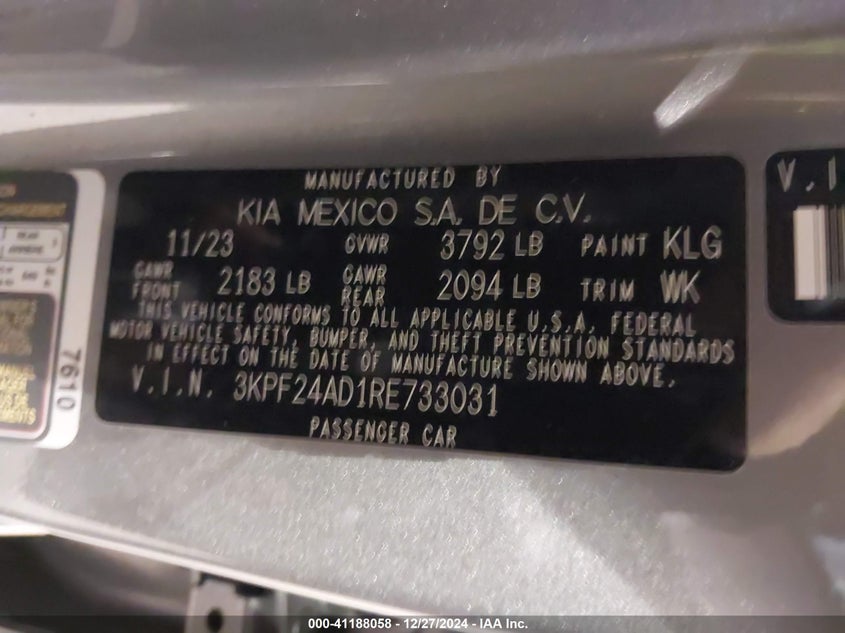 MANUFACTURED BY
KIA MEXICO S.A. DE C.V.
11/23 GVWR 3792 LB PAINT KLG
GAWR FRONT 2183 LB GAWR REAR 2094 LB TRIM WK
THIS VEHICLE CONFORMS TO ALL APPLICABLE U.S.A. FEDERAL
MOTOR VEHICLE SAFETY, BUMPER, AND THEFT PREVENTION STANDARDS
IN EFFECT ON THE DATE OF MANUFACTURE SHOWN ABOVE.
V.I.N. 3KPF24AD1RE733031
PASSENGER CAR
7610
V.I
000-41188058 - 12/27/2024 - IAA Inc.